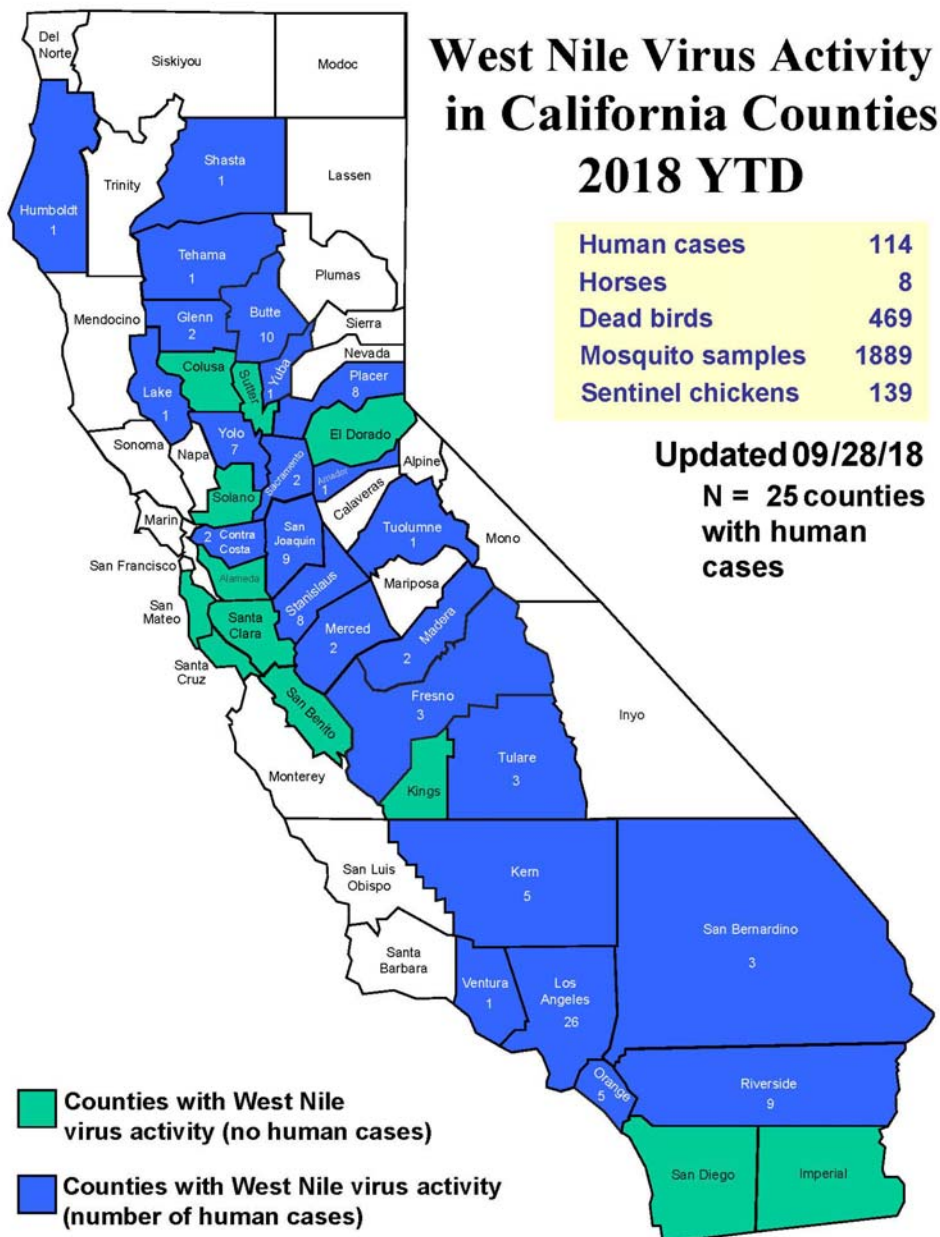 West Nile Virus Activity
in California Counties
2018 YTD
Human cases 114
Horses 8
Dead birds 469
Mosquito samples 1889
Sentinel chickens 139
Updated 09/28/18
N = 25 counties
with human
cases
Del
Norte
Siskiyou
Modoc
Humboldt
1
Trinity
Shasta
1
Lassen
Tehama
1
Plumas
Mendocino
Glenn
2
Butte
10
Sierra
Nevada
Colusa
Sutter
Yuba
1
Placer
8
Lake
1
El Dorado
Sonoma
Napa
Yolo
7
Sacramento
2
Amador
1
Alpine
Solano
Calaveras
Marin
2
Contra
Costa
San
Joaquin
9
Tuolumne
1
Mono
San Francisco
Alameda
Stanislaus
8
Mariposa
San
Mateo
Santa
Clara
Merced
2
Madera
2
Santa
Cruz
San Benito
Fresno
3
Inyo
Monterey
Kings
Tulare
3
San Luis
Obispo
Kern
5
San Bernardino
3
Santa
Barbara
Ventura
1
Los
Angeles
26
Orange
5
Riverside
9
San Diego
Imperial
Counties with West Nile
virus activity (no human cases)
Counties with West Nile virus activity
(number of human cases)